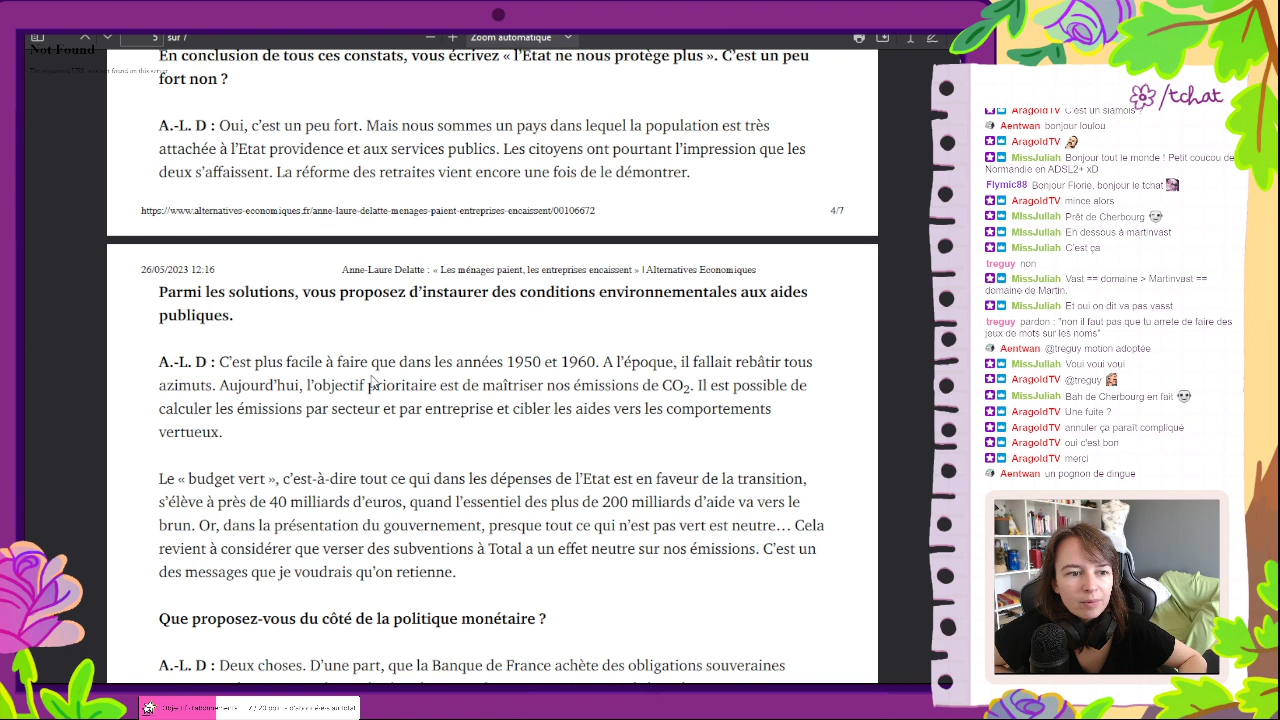 5 sur 7
Zoom automatique
Not Found
En conclusion de tous ces constats, vous écrivez « l'Etat ne nous protège plus ». C'est un peu
fort non ?
A.-L. D : Oui, c'est un peu fort. Mais nous sommes un pays dans lequel la population est très
attachée à l'Etat providence, aux services publics. Les citoyens ont pourtant l'impression que les
deux s'affaissent. La réforme des retraites vient encore une fois de le démontrer.
https://www.alternatives-economiques.fr/anne-laure-delatte-menages-paient-entreprises-encaissent/00106672
4/7
26/05/2023 12:16
Anne-Laure Delatte : « Les ménages paient, les entreprises encaissent » | Alternatives Economiques
Parmi les solutions, vous proposez d'instaurer des conditions environnementales aux aides
publiques.
A.-L. D : C'est plus facile à faire que dans les années 1950 et 1960. A l'époque, il fallait rebâtir tous
azimuts. Aujourd'hui, l'objectif prioritaire est de maîtriser nos émissions de CO2. Il est possible de
calculer les émissions par secteur et par entreprise et cibler les aides vers les comportements
vertueux.
Le « budget vert », c'est-à-dire tout ce qui dans les dépenses de l'Etat est en faveur de la transition,
s'élève à près de 40 milliards d'euros, quand l'essentiel des plus de 200 milliards d'aide va vers le
brun. Or, dans la présentation du gouvernement, presque tout ce qui n'est pas vert est neutre… Cela
revient à considérer que verser des subventions à Total a un effet neutre sur nos émissions. C'est un
des messages que je voudrais qu'on retienne.
Que proposez-vous du côté de la politique monétaire ?
A.-L. D : Deux choses. D'une part, que la Banque de France achète des obligations souveraines
/tchat
AragoldTV C'est un siamois ?
Aentwan bonjour loulou
AragoldTV
MissJuliah Bonjour tout le monde ! Petit coucou de
Normandie en ADSL2+ xD
Flymic88 Bonjour Florie, bonjour le tchat
AragoldTV mince alors
MissJuliah Prêt de Cherbourg
MissJuliah En dessous à martinvast
MissJuliah C'est ça
treguy non
MissJuliah Vast == domaine > Martinvast ==
domaine de Martin.
MissJuliah Et oui on dit va pas vasst
treguy pardon : "non il faut pas que tu arrete de faire des
jeux de mots sur les noms"
Aentwan @treguy motion adoptée
MissJuliah Voui voui voui
AragoldTV @treguy
MissJuliah Bah de Cherbourg en fait
AragoldTV Une fuite ?
AragoldTV annuler ça paraît compliqué
AragoldTV oui c'est bon
AragoldTV merci
Aentwan un pognon de dingue